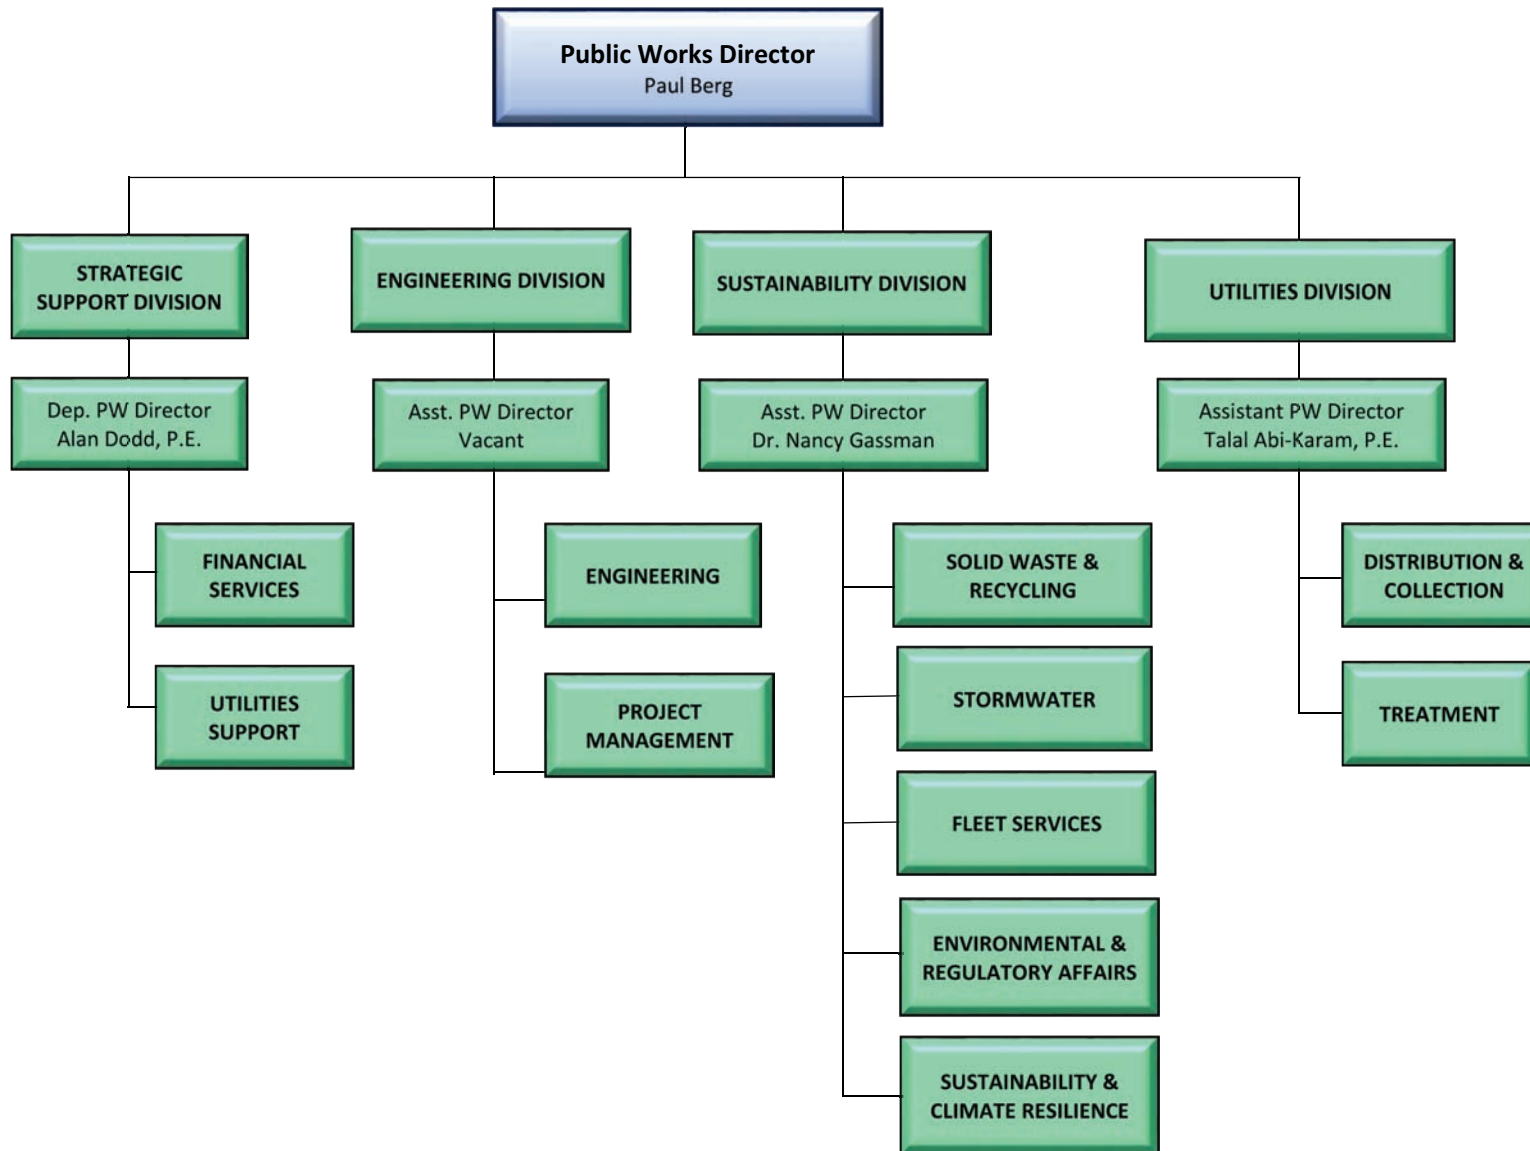 Public Works Director
Paul Berg
STRATEGIC
SUPPORT DIVISION
ENGINEERING DIVISION
SUSTAINABILITY DIVISION
UTILITIES DIVISION
Dep. PW Director
Alan Dodd, P.E.
Asst. PW Director
Vacant
Asst. PW Director
Dr. Nancy Gassman
Assistant PW Director
Talal Abi-Karam, P.E.
FINANCIAL
SERVICES
UTILITIES
SUPPORT
ENGINEERING
PROJECT
MANAGEMENT
SOLID WASTE &
RECYCLING
STORMWATER
FLEET SERVICES
ENVIRONMENTAL &
REGULATORY AFFAIRS
SUSTAINABILITY &
CLIMATE RESILIENCE
DISTRIBUTION &
COLLECTION
TREATMENT